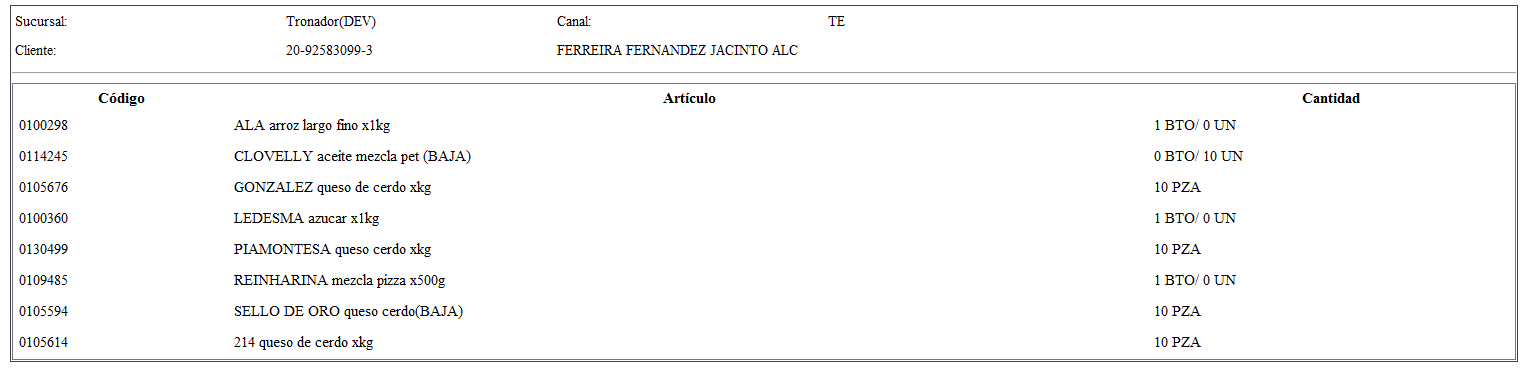 Sucursal: Tronador(DEV) Canal: TE
Cliente: 20-92583099-3 FERREIRA FERNANDEZ JACINTO ALC
Código Artículo Cantidad
0100298 ALA arroz largo fino x1kg 1 BTO/ 0 UN
0114245 CLOVELLY aceite mezcla pet (BAJA) 0 BTO/ 10 UN
0105676 GONZALEZ queso de cerdo xkg 10 PZA
0100360 LEDESMA azucar x1kg 1 BTO/ 0 UN
0130499 PIAMONTESA queso cerdo xkg 10 PZA
0109485 REINHARINA mezcla pizza x500g 1 BTO/ 0 UN
0105594 SELLO DE ORO queso cerdo(BAJA) 10 PZA
0105614 214 queso de cerdo xkg 10 PZA